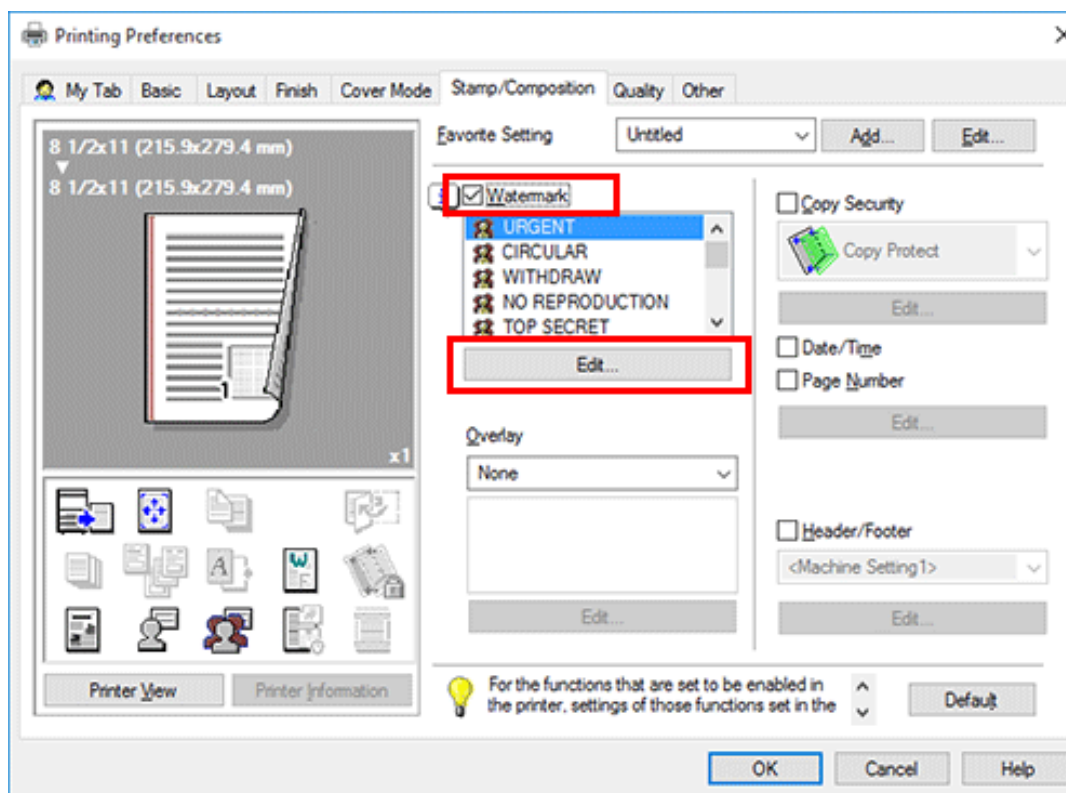 Printing Preferences
My Tab Basic Layout Finish Cover Mode Stamp/Composition Quality Other
8 1/2x11 (215.9x279.4 mm)
8 1/2x11 (215.9x279.4 mm)
1
x1
Printer View Printer Information
Favorite Setting Untitled Add... Edit...
Watermark
URGENT
CIRCULAR
WITHDRAW
NO REPRODUCTION
TOP SECRET
Edit...
Overlay
None
Edit...
Copy Security
Copy Protect
Edit...
Date/Time
Page Number
Edit...
Header/Footer
<Machine Setting1>
Edit...
For the functions that are set to be enabled in
the printer, settings of those functions set in the
Default
OK Cancel Help